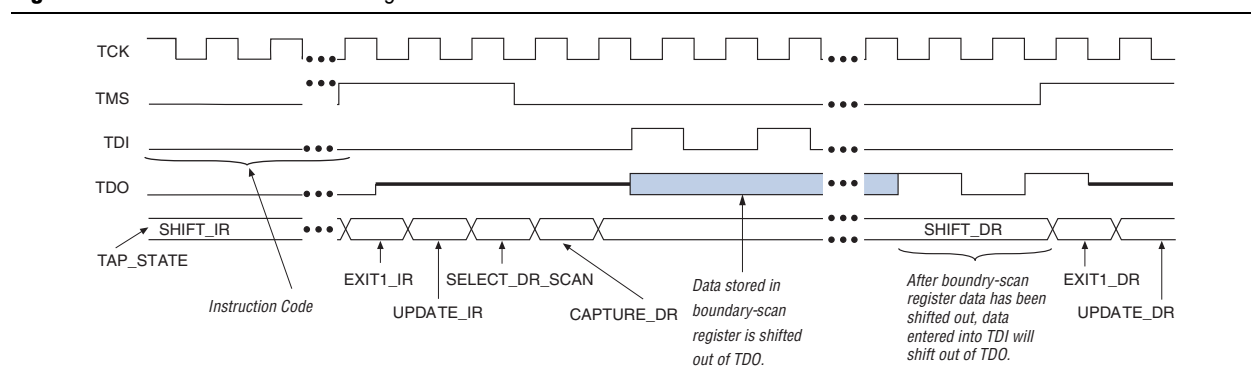 TCK
TMS
TDI
TDO
SHIFT_IR
SHIFT_DR
TAP_STATE
EXIT1_IR
SELECT_DR_SCAN
Instruction Code
UPDATE_IR
CAPTURE_DR
Data stored in
boundary-scan
register is shifted
out of TDO.
After boundry-scan
register data has been
shifted out, data
entered into TDI will
shift out of TDO.
EXIT1_DR
UPDATE_DR